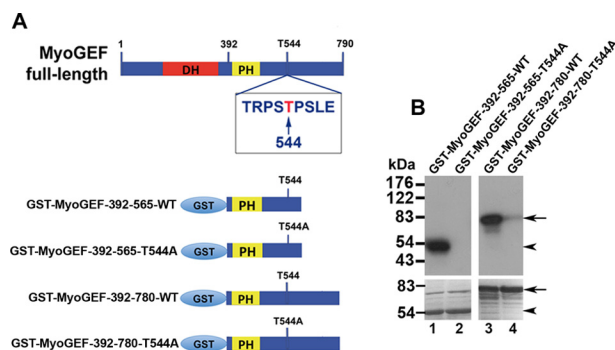 A
MyoGEF full-length
1 392 T544 790
DH PH
TRPSTPSLE
544
T544
GST-MyoGEF-392-565-WT GST PH
T544A
GST-MyoGEF-392-565-T544A GST PH
T544
GST-MyoGEF-392-780-WT GST PH
T544A
GST-MyoGEF-392-780-T544A GST PH
B
GST-MyoGEF-392-565-WT
GST-MyoGEF-392-565-T544A
GST-MyoGEF-392-780-WT
GST-MyoGEF-392-780-T544A
kDa
176
122
83
54
43
83
54
1 2 3 4